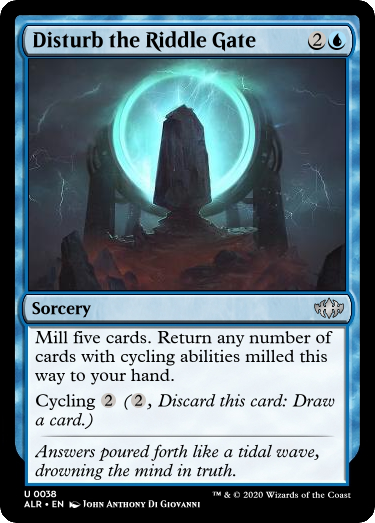 Disturb the Riddle Gate 2
Sorcery
Mill five cards. Return any number of
cards with cycling abilities milled this
way to your hand.
Cycling 2 (2, Discard this card: Draw
a card.)
Answers poured forth like a tidal wave,
drowning the mind in truth.
U 0038
ALR • EN John Anthony Di Giovanni
™ & © 2020 Wizards of the Coast